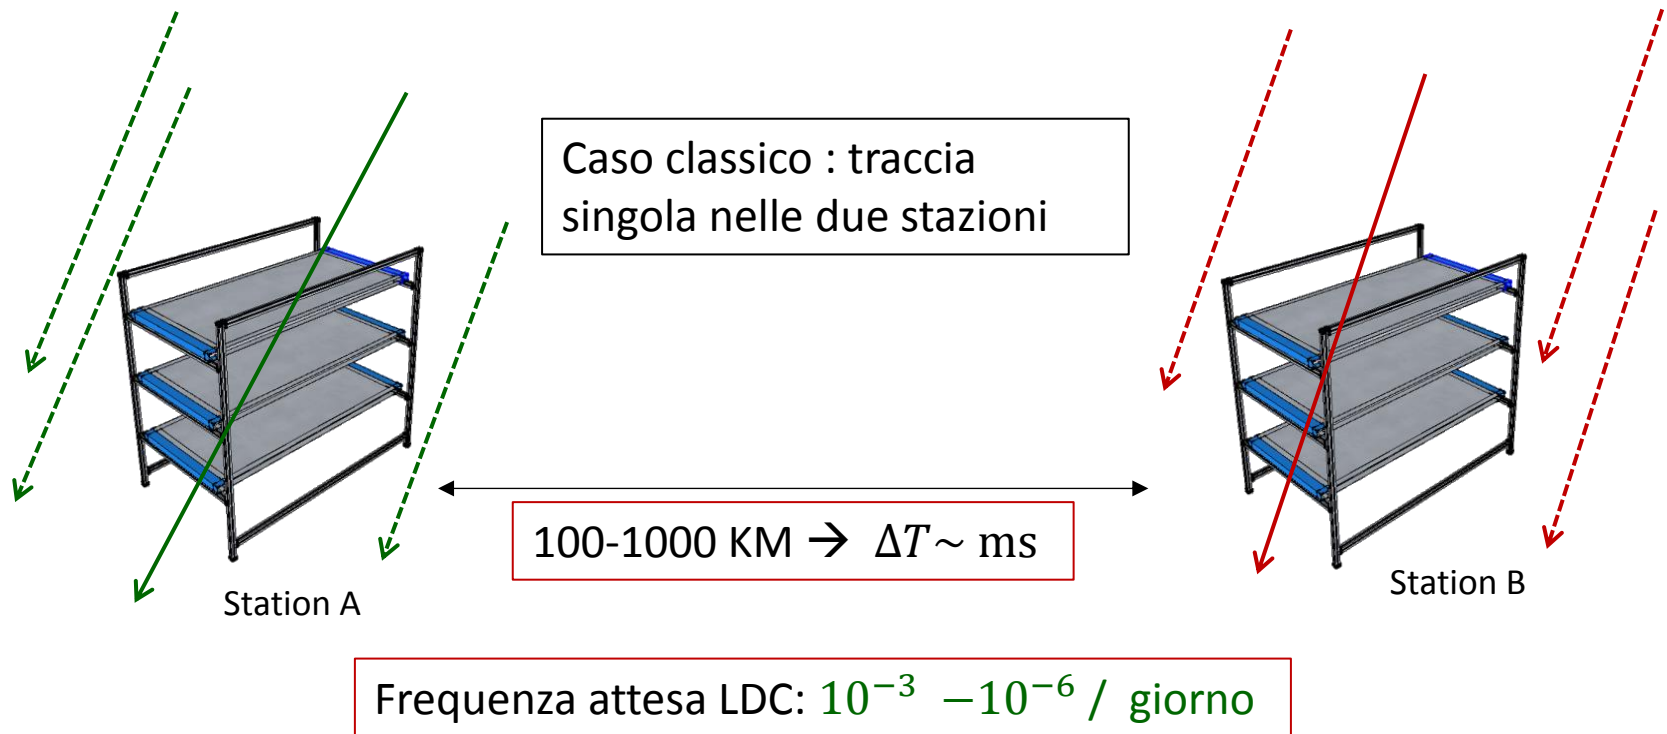 Caso classico : traccia
singola nelle due stazioni
100-1000 KM → ΔT~ ms
Station A
Station B
Frequenza attesa LDC: 10⁻³ −10⁻⁶ / giorno